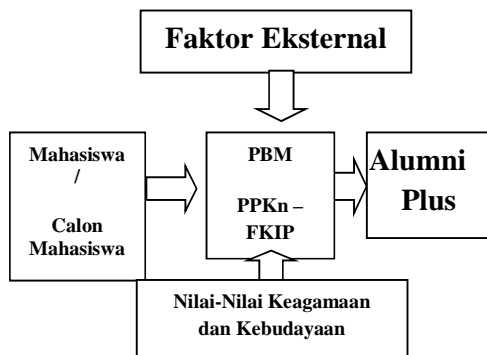 Faktor Eksternal
Mahasiswa
/
Calon
Mahasiswa
PBM
PPKn –
FKIP
Alumni
Plus
Nilai-Nilai Keagamaan
dan Kebudayaan